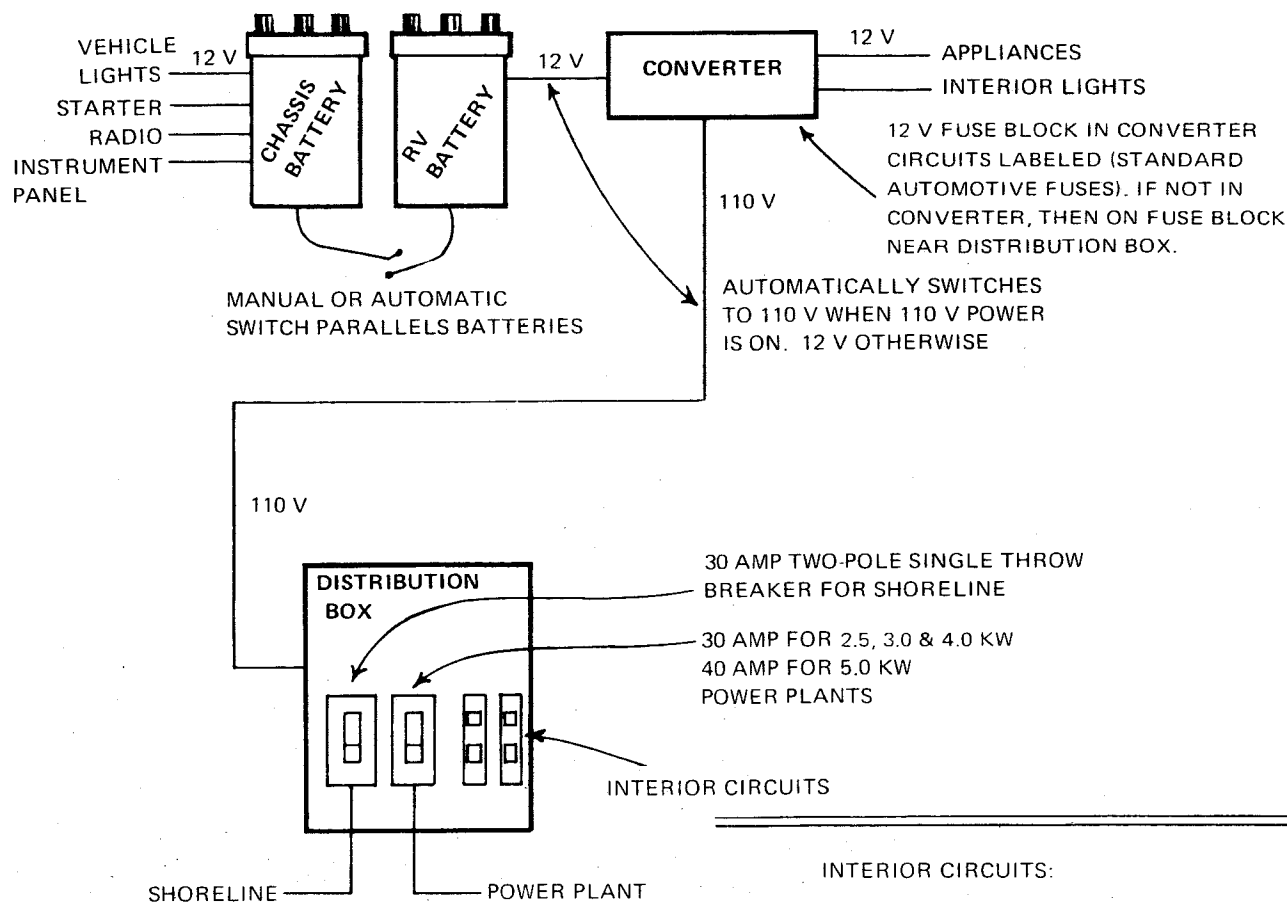 VEHICLE
LIGHTS
STARTER
RADIO
INSTRUMENT
PANEL
12 V
CHASSIS
BATTERY
RV
BATTERY
12 V
CONVERTER
12 V
APPLIANCES
INTERIOR LIGHTS
12 V FUSE BLOCK IN CONVERTER
CIRCUITS LABELED (STANDARD
AUTOMOTIVE FUSES). IF NOT IN
CONVERTER, THEN ON FUSE BLOCK
NEAR DISTRIBUTION BOX.
110 V
MANUAL OR AUTOMATIC
SWITCH PARALLELS BATTERIES
AUTOMATICALLY SWITCHES
TO 110 V WHEN 110 V POWER
IS ON. 12 V OTHERWISE
110 V
DISTRIBUTION
BOX
30 AMP TWO-POLE SINGLE THROW
BREAKER FOR SHORELINE
30 AMP FOR 2.5, 3.0 & 4.0 KW
40 AMP FOR 5.0 KW
POWER PLANTS
INTERIOR CIRCUITS
SHORELINE
POWER PLANT
INTERIOR CIRCUITS: